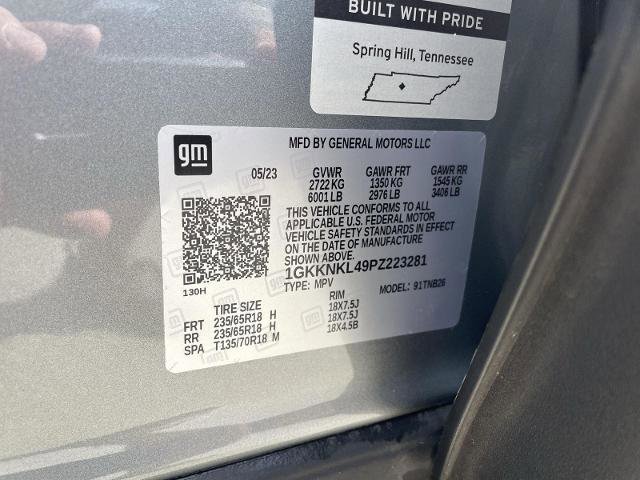 BUILT WITH PRIDE
Spring Hill, Tennessee
gm
MFD BY GENERAL MOTORS LLC
05/23 GVWR GAWR FRT GAWR RR
2722 KG 1350 KG 1545 KG
6001 LB 2976 LB 3406 LB
THIS VEHICLE CONFORMS TO ALL
APPLICABLE U.S. FEDERAL MOTOR
VEHICLE SAFETY STANDARDS IN EFFECT
ON THE DATE OF MANUFACTURE
SHOWN ABOVE.
1GKKNKL49PZ223281
130H TYPE: MPV MODEL: 91TNB26
TIRE SIZE RIM
FRT 235/65R18 H 18X7.5J
RR 235/65R18 H 18X7.5J
SPA T135/70R18 M 18X4.5B